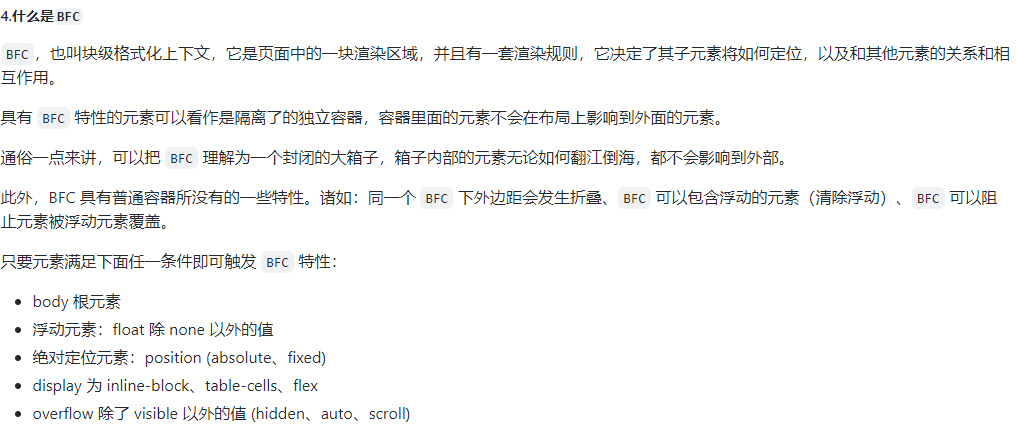 4.什么是 BFC
BFC ，也叫块级格式化上下文，它是页面中的一块渲染区域，并且有一套渲染规则，它决定了其子元素将如何定位，以及和其他元素的关系和相
互作用。
具有 BFC 特性的元素可以看作是隔离了的独立容器，容器里面的元素不会在布局上影响到外面的元素。
通俗一点来讲，可以把 BFC 理解为一个封闭的大箱子，箱子内部的元素无论如何翻江倒海，都不会影响到外部。
此外，BFC 具有普通容器所没有的一些特性。诸如：同一个 BFC 下外边距会发生折叠、 BFC 可以包含浮动的元素（清除浮动）、 BFC 可以阻
止元素被浮动元素覆盖。
只要元素满足下面任一条件即可触发 BFC 特性：
• body 根元素
• 浮动元素：float 除 none 以外的值
• 绝对定位元素：position (absolute、fixed)
• display 为 inline-block、table-cells、flex
• overflow 除了 visible 以外的值 (hidden、auto、scroll)